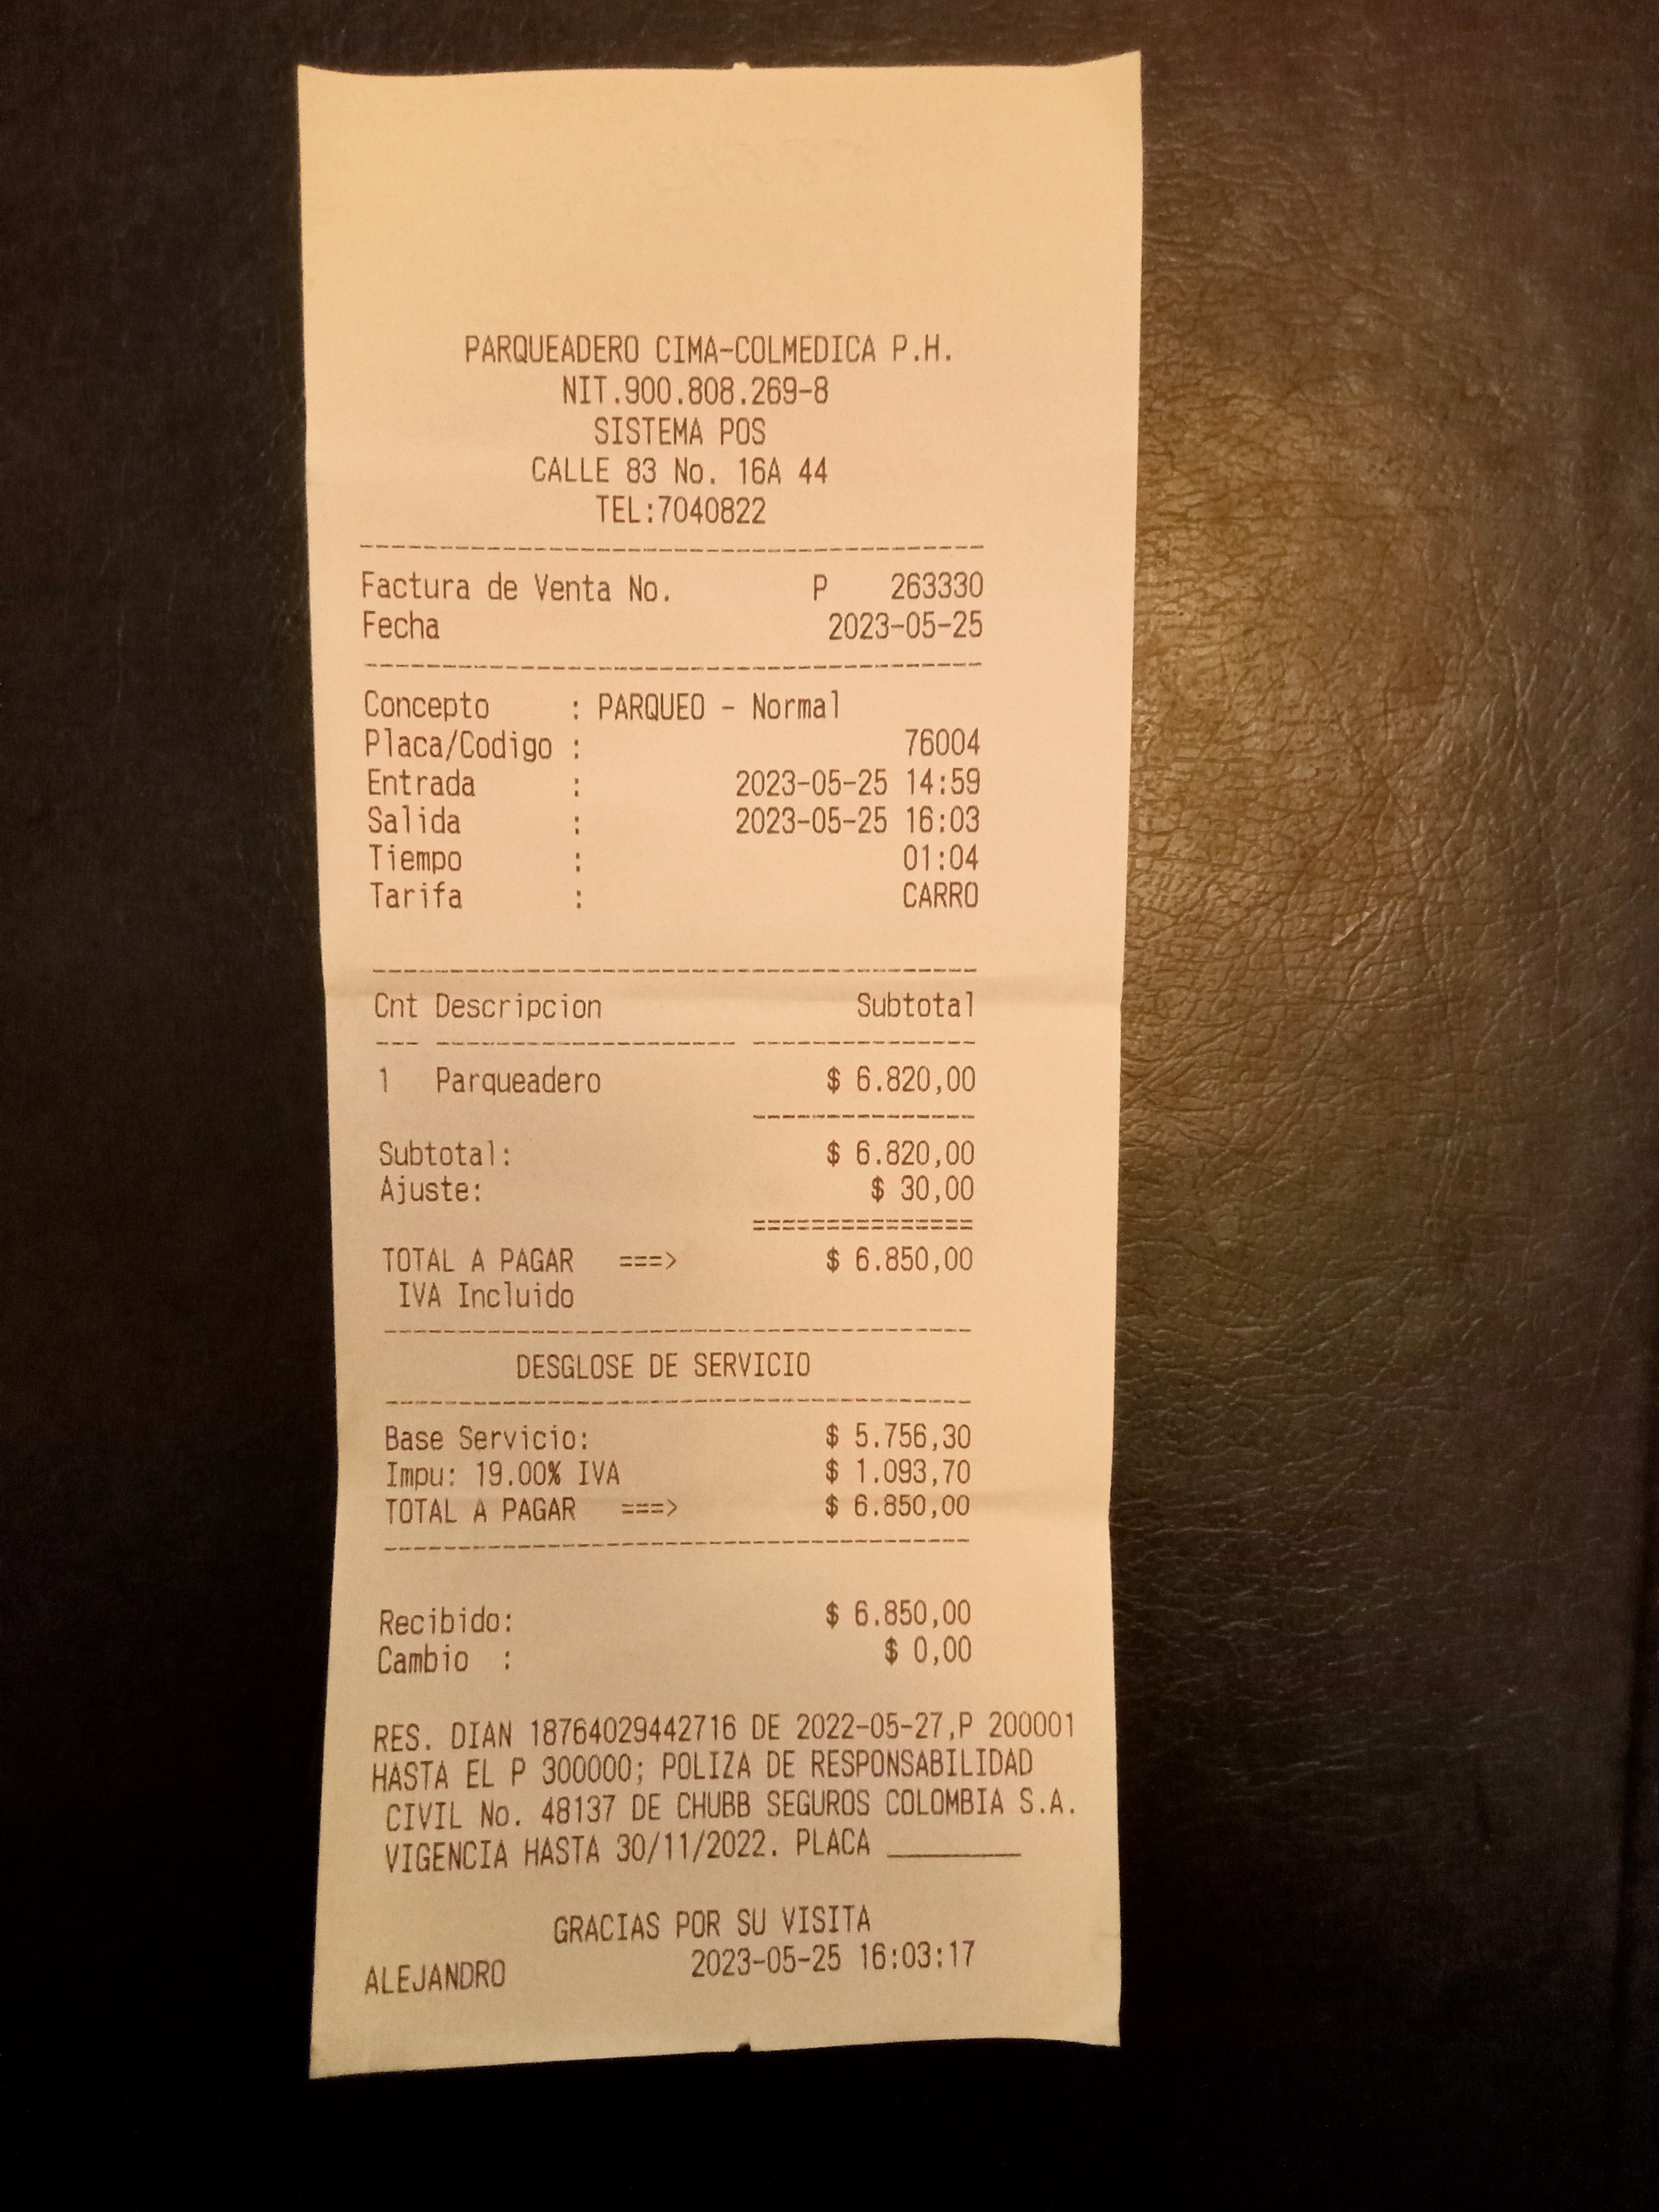 PARQUEADERO CIMA-COLMEDICA P.H.
NIT.900.808.269-8
SISTEMA POS
CALLE 83 No. 16A 44
TEL:7040822
----------------------------------------
Factura de Venta No. P 263330
Fecha 2023-05-25
----------------------------------------
Concepto : PARQUEO - Normal
Placa/Codigo : 76004
Entrada : 2023-05-25 14:59
Salida : 2023-05-25 16:03
Tiempo : 01:04
Tarifa : CARRO
----------------------------------------
Cnt Descripcion Subtotal
--- -------------------- ---------------
1 Parqueadero $ 6.820,00
---------------
Subtotal: $ 6.820,00
Ajuste: $ 30,00
===============
TOTAL A PAGAR ===> $ 6.850,00
IVA Incluido
----------------------------------------
DESGLOSE DE SERVICIO
----------------------------------------
Base Servicio: $ 5.756,30
Impu: 19.00% IVA $ 1.093,70
TOTAL A PAGAR ===> $ 6.850,00
----------------------------------------
Recibido: $ 6.850,00
Cambio : $ 0,00
RES. DIAN 18764029442716 DE 2022-05-27,P 200001
HASTA EL P 300000; POLIZA DE RESPONSABILIDAD
CIVIL No. 48137 DE CHUBB SEGUROS COLOMBIA S.A.
VIGENCIA HASTA 30/11/2022. PLACA _________
GRACIAS POR SU VISITA
ALEJANDRO 2023-05-25 16:03:17